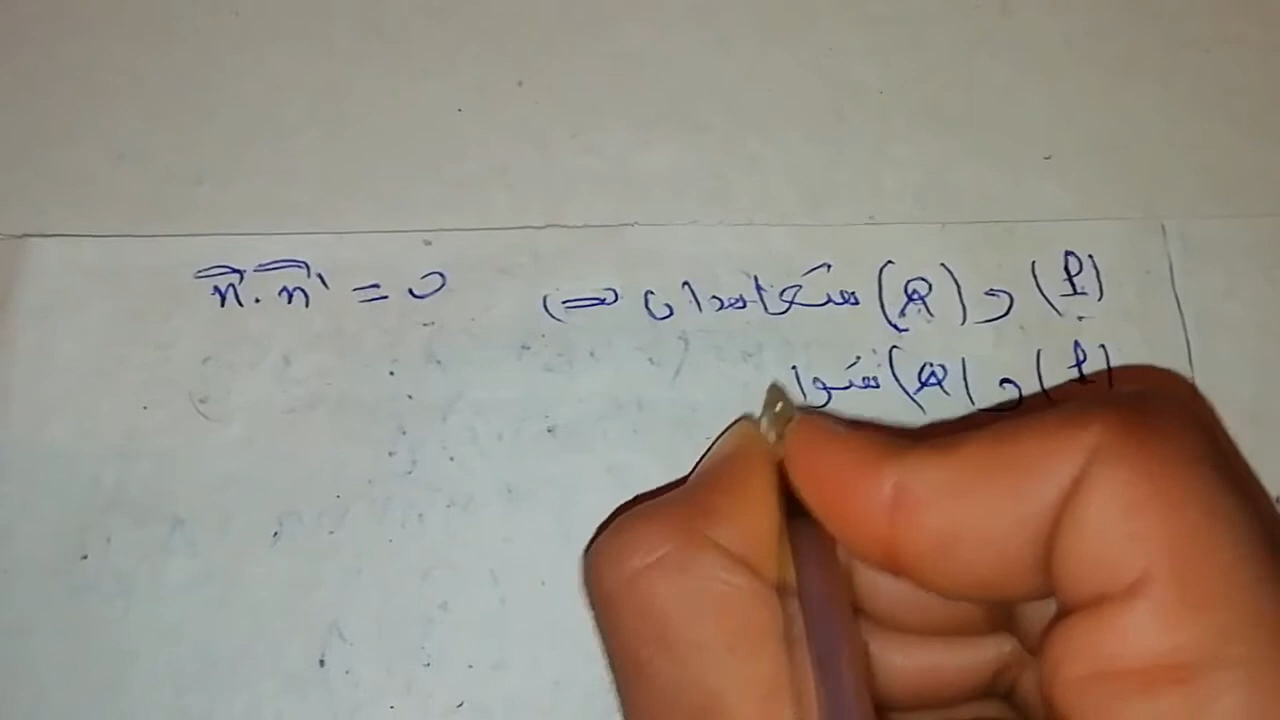 (P) و (Q) متعامدان ⇔ n⃗ . n⃗' = 0
(P) و (Q) متوا